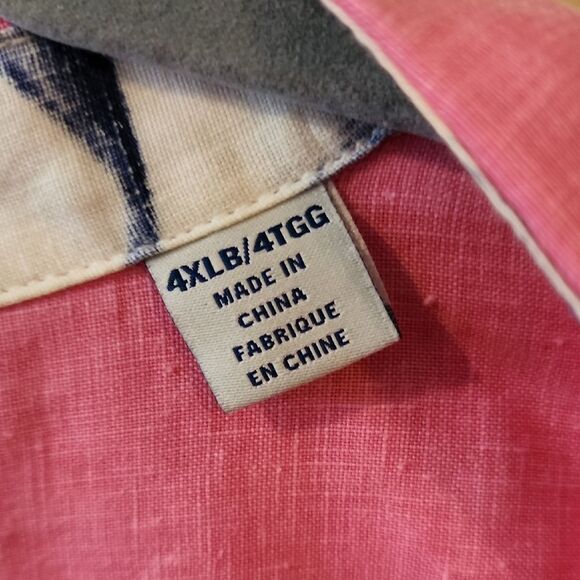 4XLB/4TGG
MADE IN
CHINA
FABRIQUE
EN CHINE